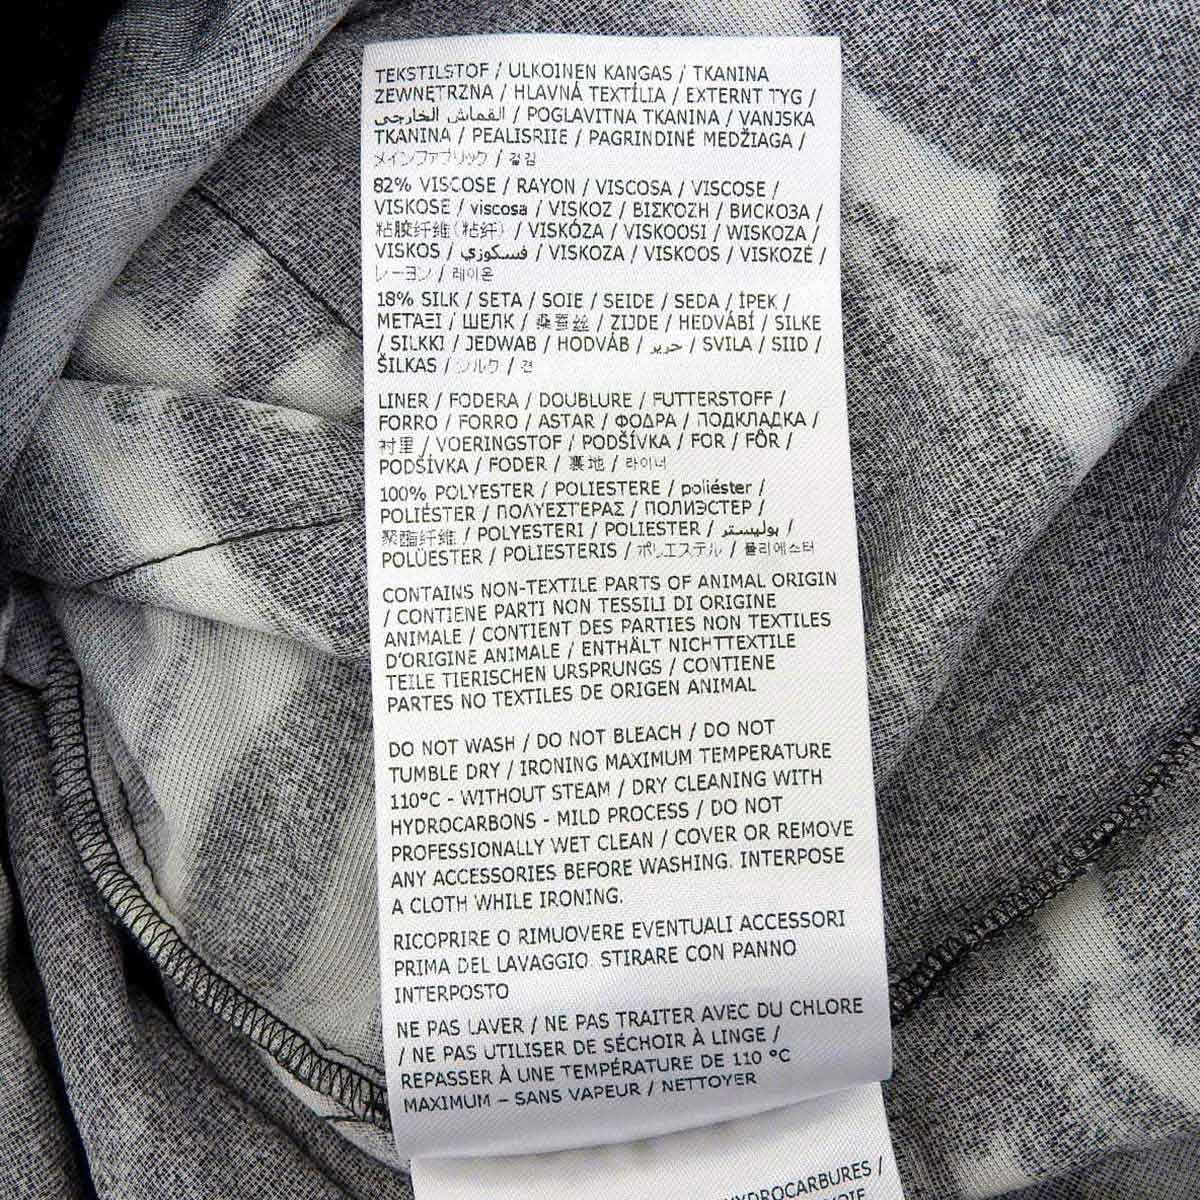 TEKSTILSTOF / ULKOINEN KANGAS / TKANINA
ZEWNĘTRZNA / HLAVNÁ TEXTÍLIA / EXTERNT TYG /
القماش الخارجي / POGLAVITNA TKANINA / VANJSKA
TKANINA / PEALISRIIE / PAGRINDINĖ MEDŽIAGA /
メインファブリック / 겉감
82% VISCOSE / RAYON / VISCOSA / VISCOSE /
VISKOSE / viscosa / VISKOZ / ΒΙΣΚΌΖΗ / ВИСКОЗА /
粘胶纤维(粘纤) / VISKÓZA / VISKOOSI / WISKOZA /
VISKOS / فسكوزي / VISKOZA / VISKOOS / VISKOZĖ /
レーヨン / 레이온
18% SILK / SETA / SOIE / SEIDE / SEDA / İPEK /
ΜΕΤΑΞΙ / ШЕЛК / 桑蚕丝 / ZIJDE / HEDVÁBÍ / SILKE
/ SILKKI / JEDWAB / HODVÁB / حرير / SVILA / SIID /
ŠILKAS / シルク / 견
LINER / FODERA / DOUBLURE / FUTTERSTOFF /
FORRO / FORRO / ASTAR / ΦΟΔΡΑ / ПОДКЛАДКА /
衬里 / VOERINGSTOF / PODŠÍVKA / FOR / FÔR /
PODŠÍVKA / FODER / 裏地 / 라이너
100% POLYESTER / POLIESTERE / poliéster /
POLIÉSTER / ΠΟΛΥΕΣΤΕΡΑΣ / ПОЛИЭСТЕР /
聚酯纤维 / POLYESTERI / POLIESTER / بوليستر /
POLÜESTER / POLIESTERIS / ポリエステル / 폴리에스터
CONTAINS NON-TEXTILE PARTS OF ANIMAL ORIGIN
/ CONTIENE PARTI NON TESSILI DI ORIGINE
ANIMALE / CONTIENT DES PARTIES NON TEXTILES
D'ORIGINE ANIMALE / ENTHÄLT NICHTTEXTILE
TEILE TIERISCHEN URSPRUNGS / CONTIENE
PARTES NO TEXTILES DE ORIGEN ANIMAL
DO NOT WASH / DO NOT BLEACH / DO NOT
TUMBLE DRY / IRONING MAXIMUM TEMPERATURE
110°C - WITHOUT STEAM / DRY CLEANING WITH
HYDROCARBONS - MILD PROCESS / DO NOT
PROFESSIONALLY WET CLEAN / COVER OR REMOVE
ANY ACCESSORIES BEFORE WASHING. INTERPOSE
A CLOTH WHILE IRONING.
RICOPRIRE O RIMUOVERE EVENTUALI ACCESSORI
PRIMA DEL LAVAGGIO. STIRARE CON PANNO
INTERPOSTO
NE PAS LAVER / NE PAS TRAITER AVEC DU CHLORE
/ NE PAS UTILISER DE SÉCHOIR À LINGE /
REPASSER À UNE TEMPÉRATURE DE 110 °C
MAXIMUM – SANS VAPEUR / NETTOYER
HYDROCARBURES /